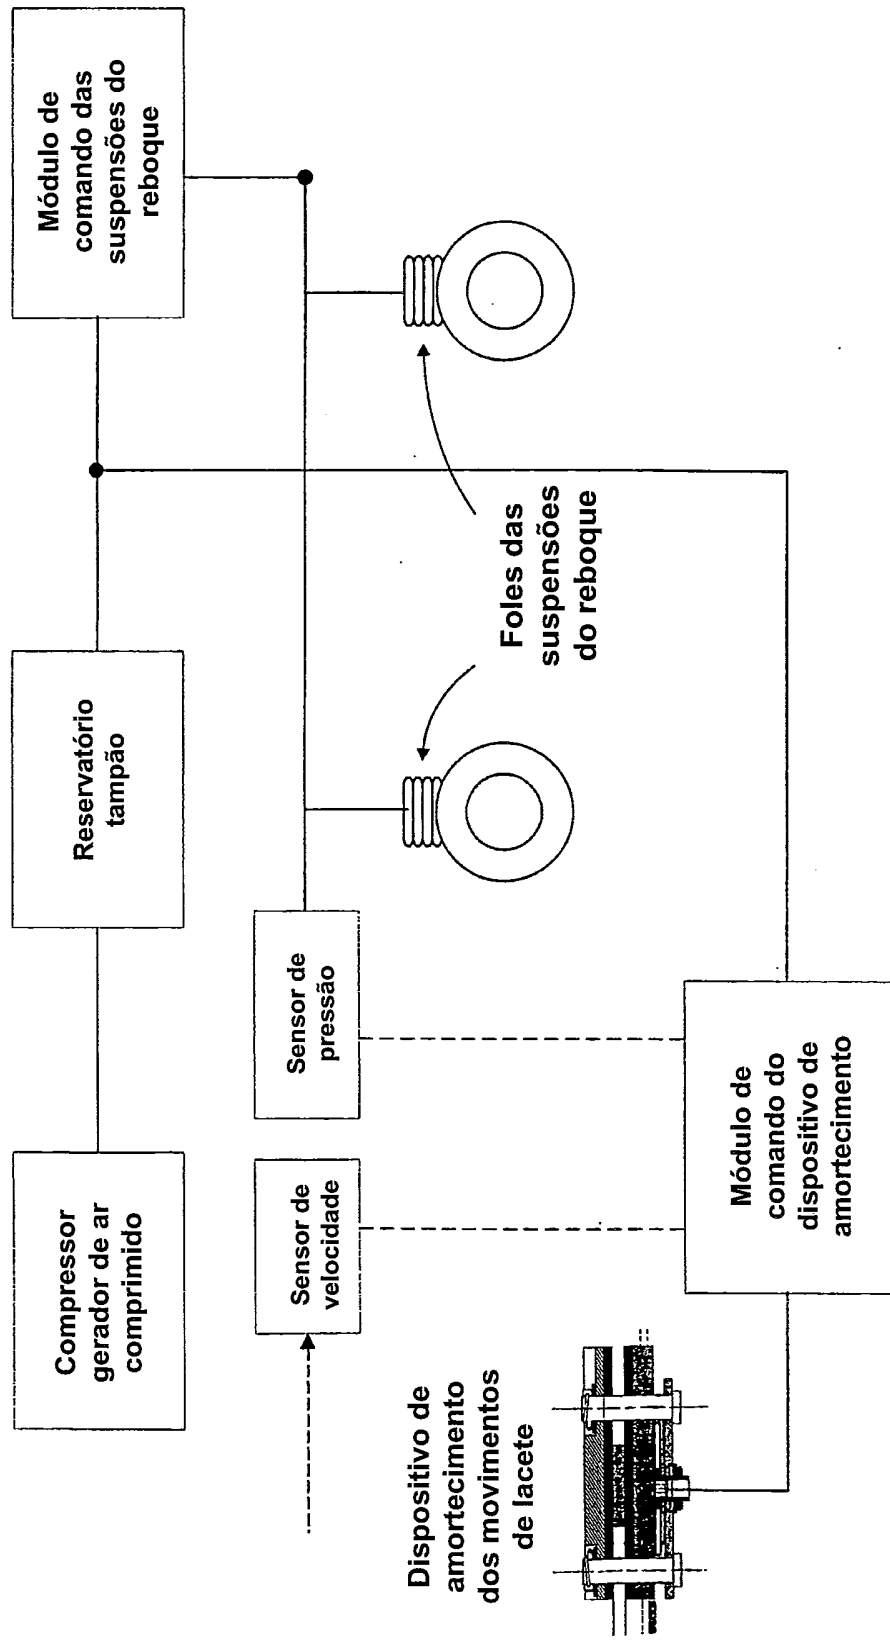 Compressor
gerador de ar
comprimido
Reservatório
tampão
Módulo de
comando das
suspensões do
reboque
Sensor de
velocidade
Sensor de
pressão
Foles das
suspensões
do reboque
Dispositivo de
amortecimento
dos movimentos
de lacete
Módulo de
comando do
dispositivo de
amortecimento